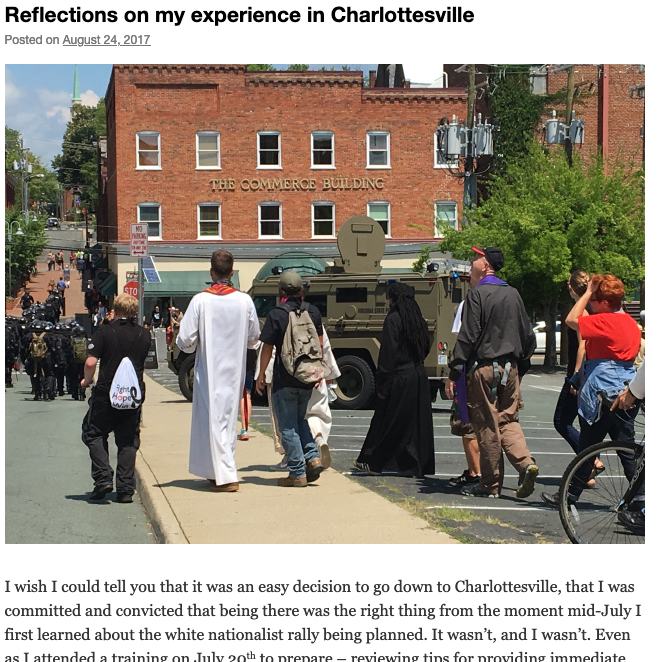 Reflections on my experience in Charlottesville
Posted on August 24, 2017
THE COMMERCE BUILDING
NO
PARKING
STOP
Hope
I wish I could tell you that it was an easy decision to go down to Charlottesville, that I was
committed and convicted that being there was the right thing from the moment mid-July I
first learned about the white nationalist rally being planned. It wasn’t, and I wasn’t. Even
as I attended a training on July 20th to prepare – reviewing tips for providing immediate